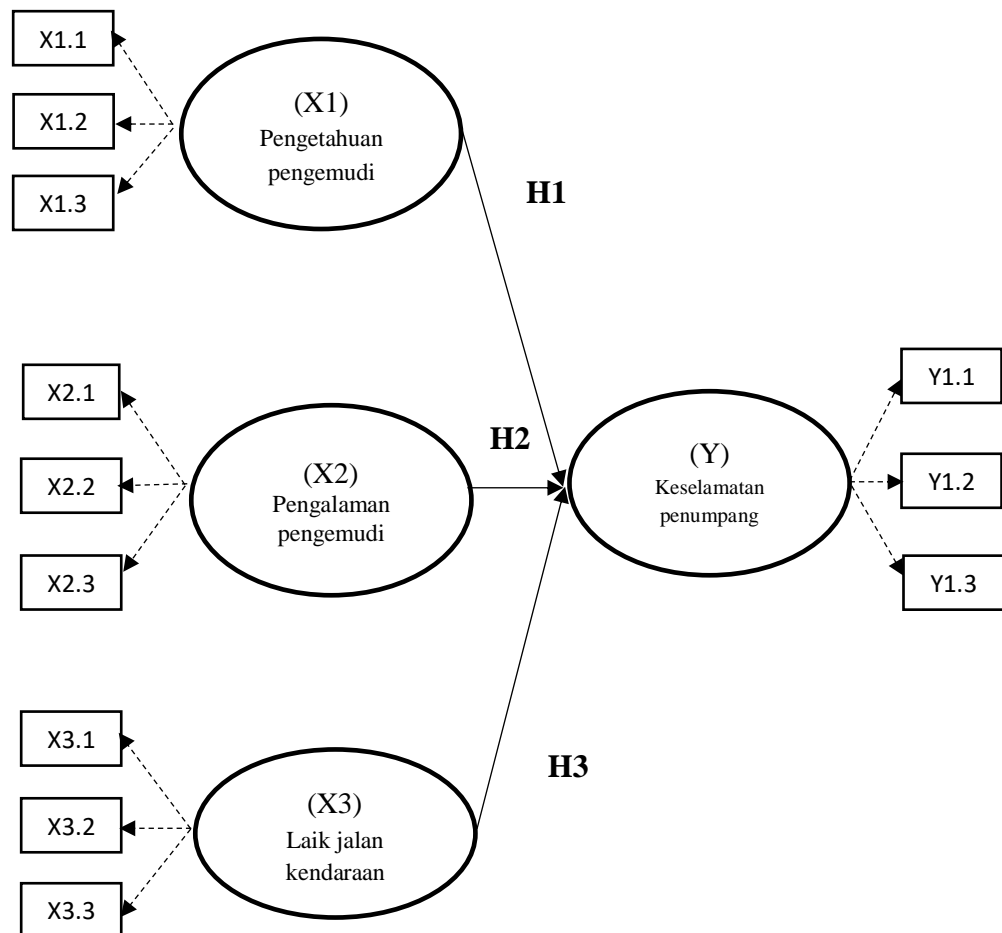 X1.1
X1.2
X1.3
(X1)
Pengetahuan
pengemudi
H1
X2.1
X2.2
X2.3
(X2)
Pengalaman
pengemudi
H2
(Y)
Keselamatan
penumpang
Y1.1
Y1.2
Y1.3
X3.1
X3.2
X3.3
(X3)
Laik jalan
kendaraan
H3